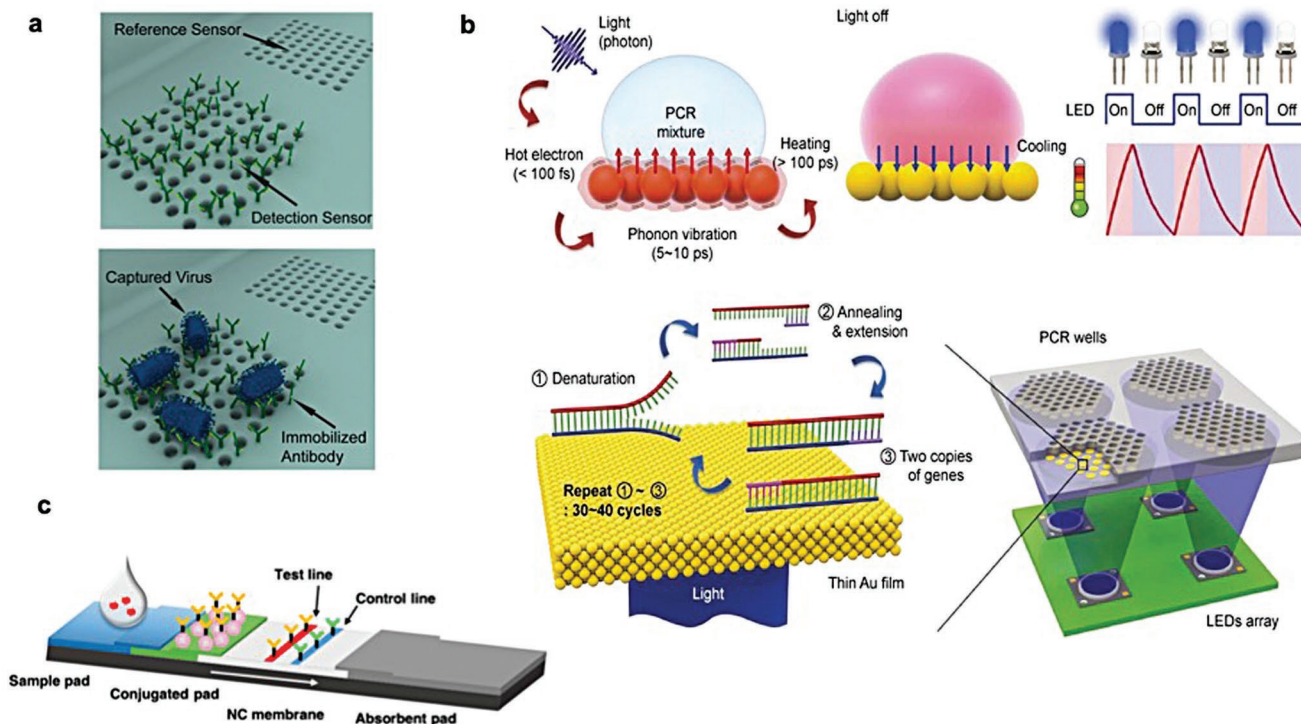 a
Reference Sensor
Detection Sensor
Captured Virus
Immobilized
Antibody
b
Light
(photon)
PCR
mixture
Hot electron
(< 100 fs)
Heating
(> 100 ps)
Phonon vibration
(5~10 ps)
Light off
Cooling
LED
On
Off
On
Off
On
Off
① Denaturation
② Annealing
& extension
③ Two copies
of genes
Repeat ① ~ ③
: 30~40 cycles
Thin Au film
Light
PCR wells
LEDs array
c
Test line
Control line
Sample pad
Conjugated pad
NC membrane
Absorbent pad